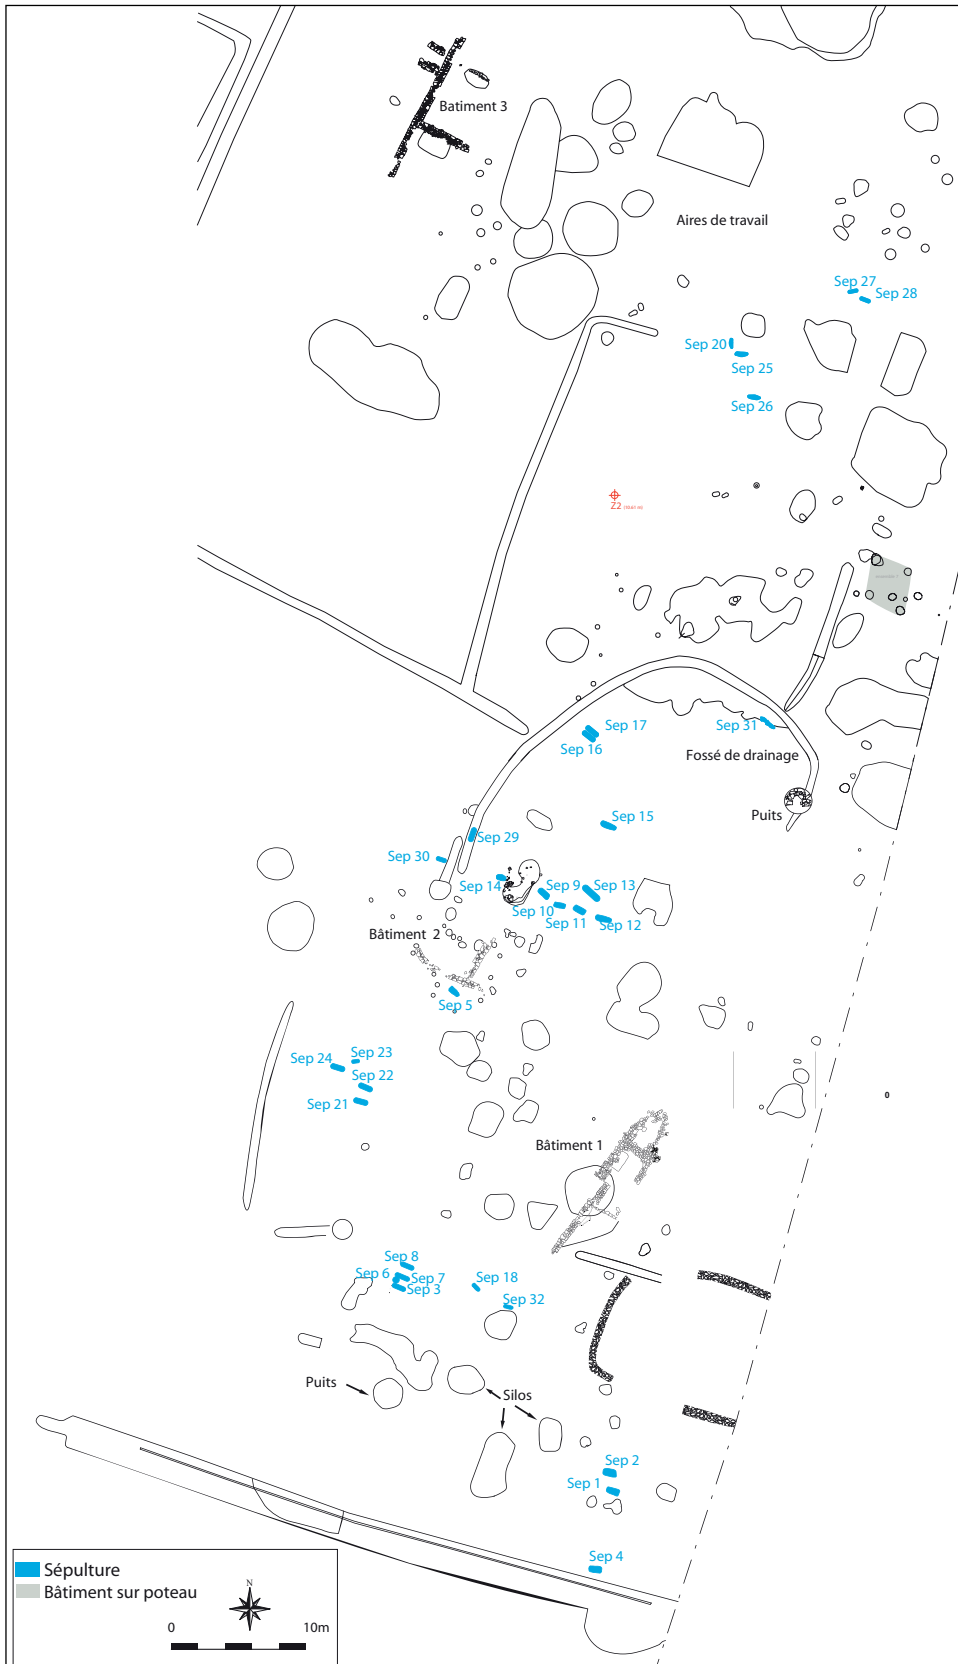 Batiment 3
Aires de travail
Sep 27
Sep 28
Sep 20
Sep 25
Sep 26
Z2
Sep 17
Sep 16
Sep 31
Fossé de drainage
Puits
Sep 15
Sep 29
Sep 30
Sep 14
Sep 9
Sep 13
Sep 10
Sep 11
Sep 12
Bâtiment 2
Sep 5
Sep 23
Sep 24
Sep 22
Sep 21
Bâtiment 1
Sep 8
Sep 6
Sep 7
Sep 3
Sep 18
Sep 32
Puits
Silos
Sep 2
Sep 1
Sep 4
Sépulture
Bâtiment sur poteau
N
0 10m